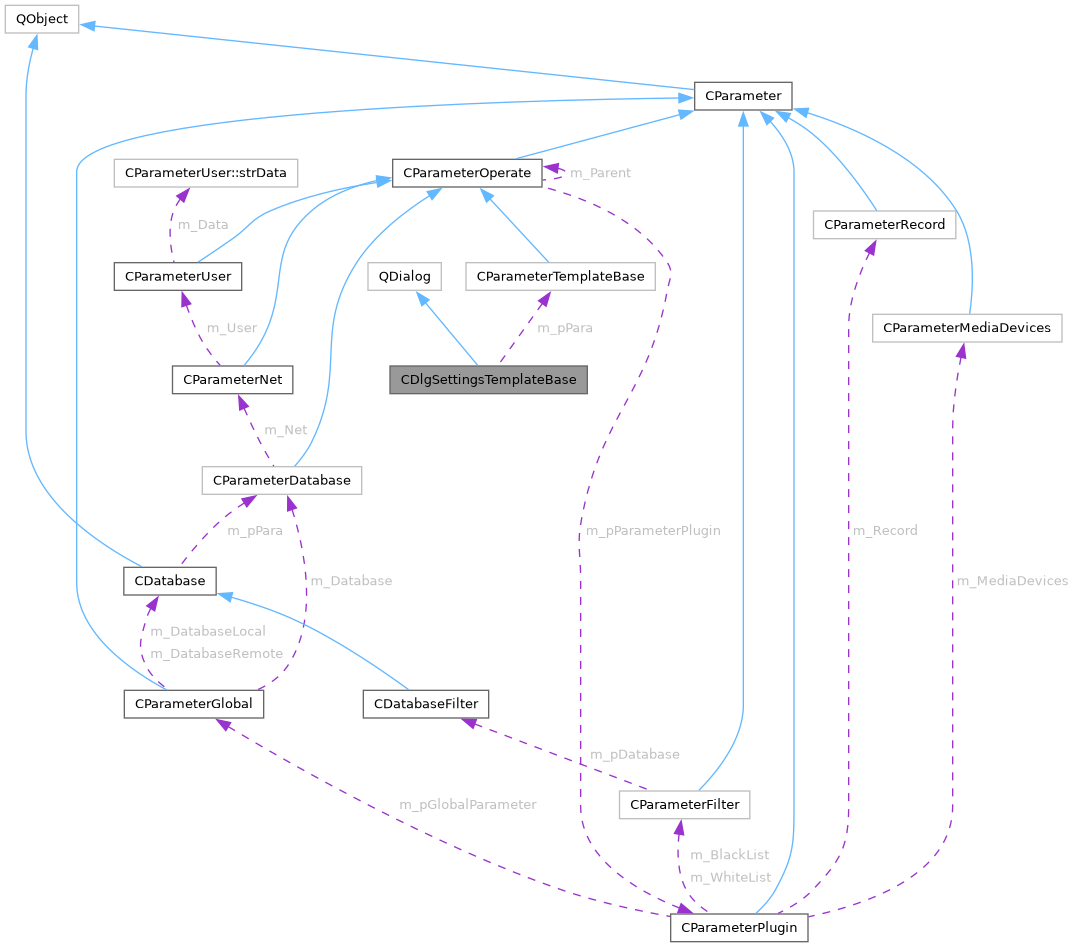 QObject
CParameter
CParameterUser::strData
CParameterOperate
m_Parent
m_Data
CParameterRecord
CParameterUser
QDialog
CParameterTemplateBase
m_User
m_pPara
CParameterMediaDevices
CParameterNet
CDlgSettingsTemplateBase
m_Net
CParameterDatabase
m_pPara
m_pParameterPlugin
m_Record
CDatabase
m_Database
m_MediaDevices
m_DatabaseLocal
m_DatabaseRemote
CParameterGlobal
CDatabaseFilter
m_pDatabase
m_pGlobalParameter
CParameterFilter
m_BlackList
m_WhiteList
CParameterPlugin